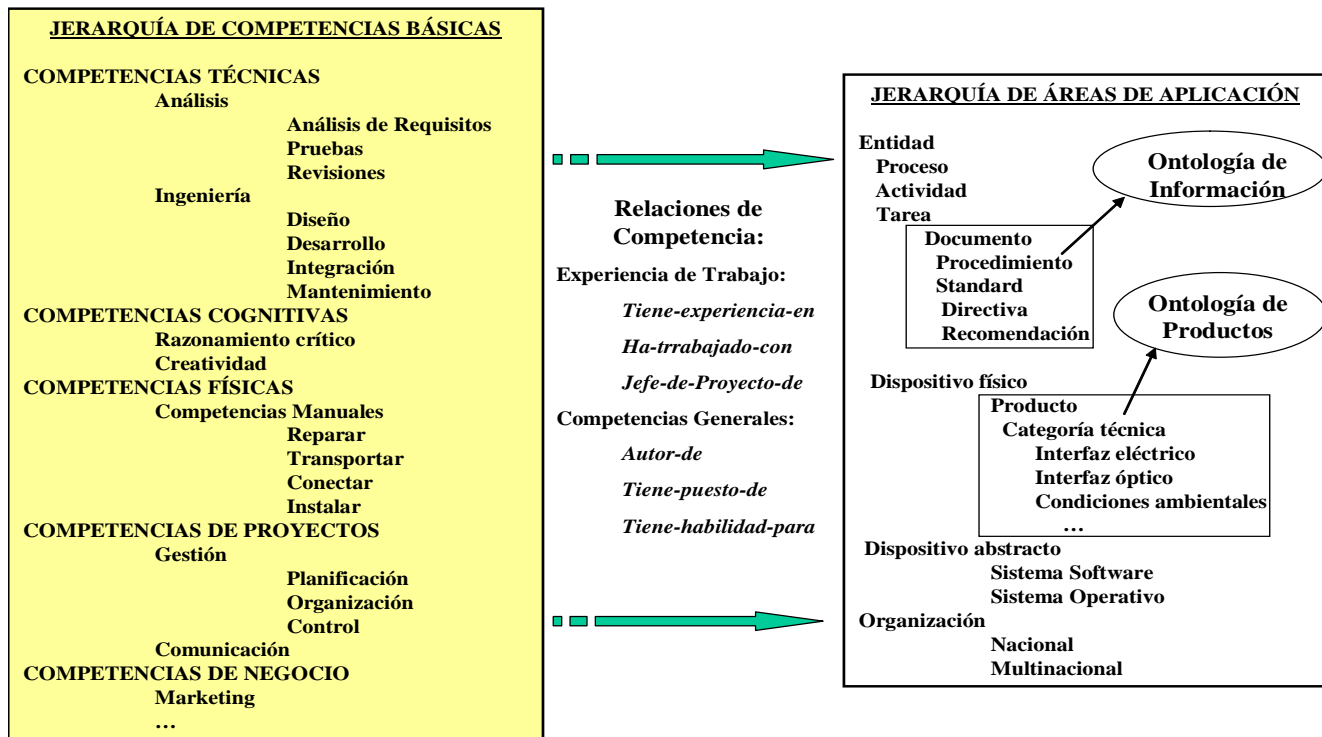 JERARQUÍA DE COMPETENCIAS BÁSICAS
COMPETENCIAS TÉCNICAS
Análisis
Análisis de Requisitos
Pruebas
Revisiones
Ingeniería
Diseño
Desarrollo
Integración
Mantenimiento
COMPETENCIAS COGNITIVAS
Razonamiento crítico
Creatividad
COMPETENCIAS FÍSICAS
Competencias Manuales
Reparar
Transportar
Conectar
Instalar
COMPETENCIAS DE PROYECTOS
Gestión
Planificación
Organización
Control
Comunicación
COMPETENCIAS DE NEGOCIO
Marketing
…
Relaciones de
Competencia:
Experiencia de Trabajo:
Tiene-experiencia-en
Ha-trrabajado-con
Jefe-de-Proyecto-de
Competencias Generales:
Autor-de
Tiene-puesto-de
Tiene-habilidad-para
JERARQUÍA DE ÁREAS DE APLICACIÓN
Entidad
Proceso
Actividad
Tarea
Documento
Procedimiento
Standard
Directiva
Recomendación
Ontología de
Información
Ontología de
Productos
Dispositivo físico
Producto
Categoría técnica
Interfaz eléctrico
Interfaz óptico
Condiciones ambientales
…
Dispositivo abstracto
Sistema Software
Sistema Operativo
Organización
Nacional
Multinacional